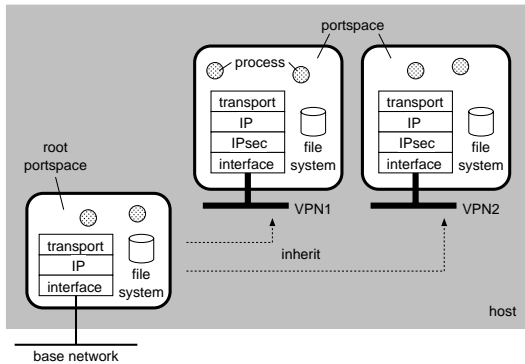 portspace
process
transport
IP
IPsec
interface
file
system
VPN1
transport
IP
IPsec
interface
file
system
VPN2
root
portspace
transport
IP
interface
file
system
inherit
host
base network